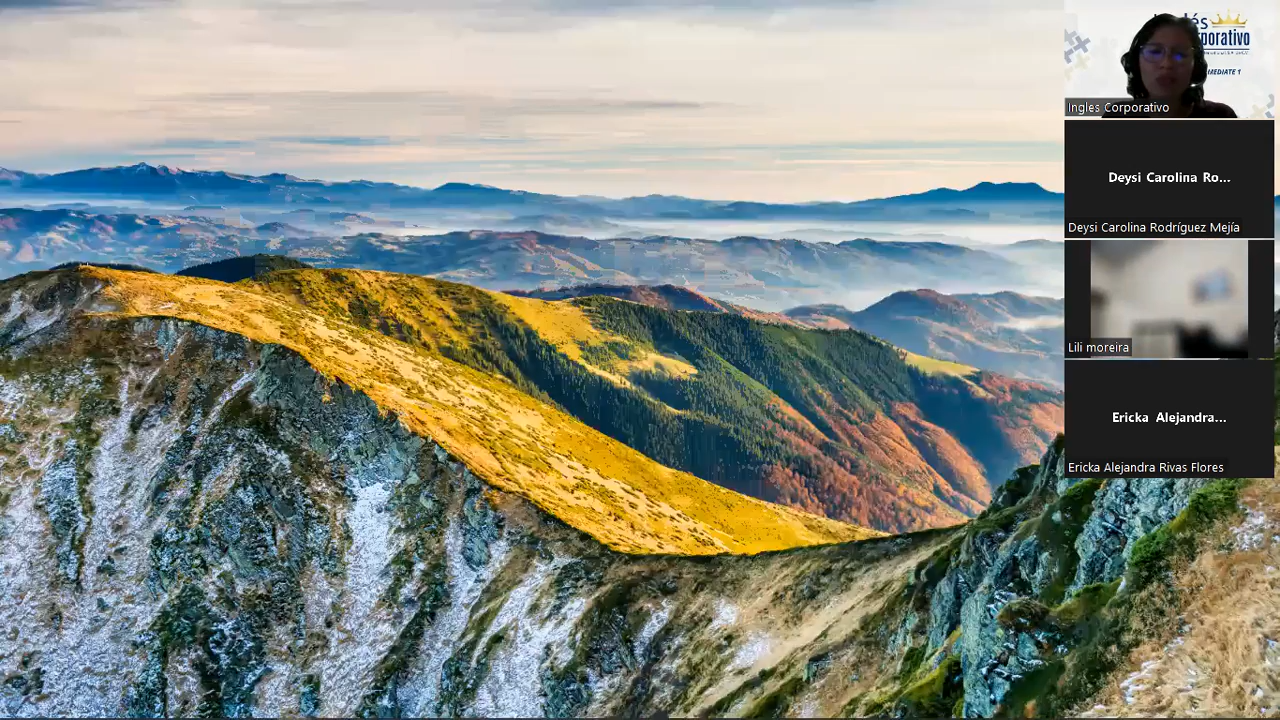 Inglés
Corporativo
INTERMEDIATE 1
Ingles Corporativo
Deysi Carolina Ro...
Deysi Carolina Rodríguez Mejía
Lili moreira
Ericka Alejandra...
Ericka Alejandra Rivas Flores